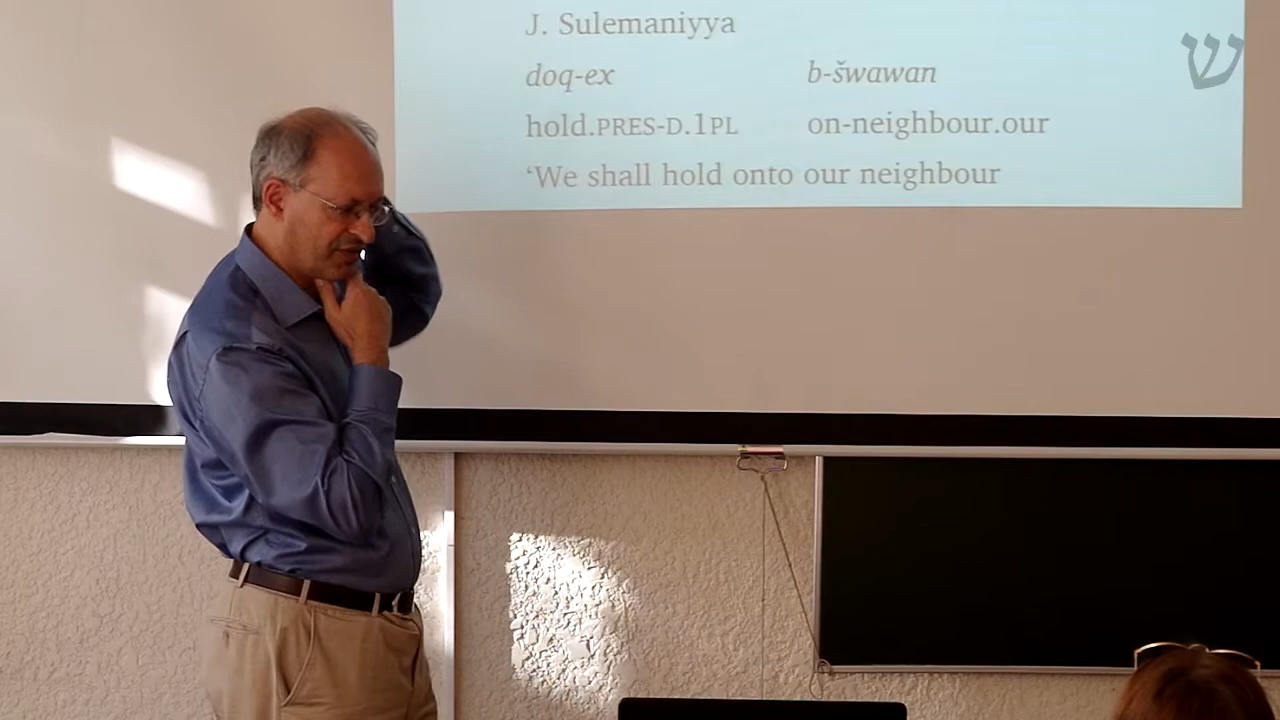 J. Sulemaniyya
doq-ex b-šwawan
hold.PRES-D.1PL on-neighbour.our
‘We shall hold onto our neighbour
ש